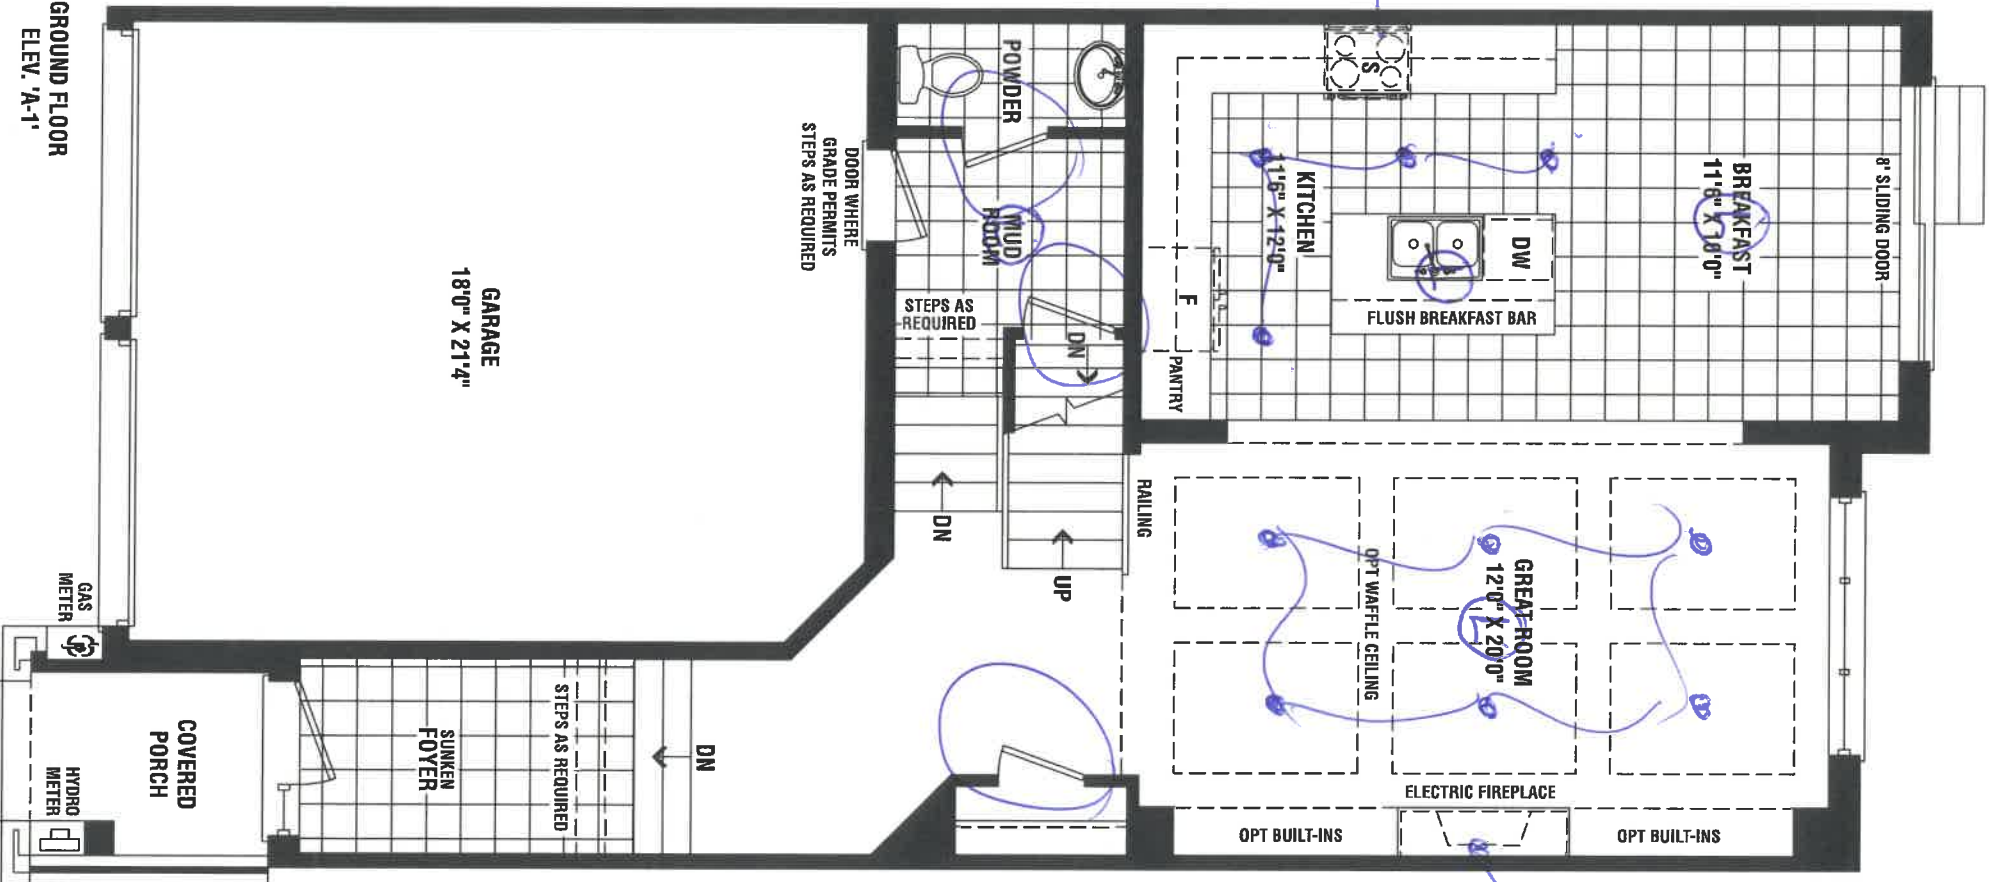 GROUND FLOOR
ELEV. 'A-1'
GARAGE
18'0" X 21'4"
DOOR WHERE
GRADE PERMITS
STEPS AS REQUIRED
GAS
METER
COVERED
PORCH
HYDRO
METER
SUNKEN
FOYER
STEPS AS REQUIRED
DN
POWDER
MUD
ROOM
STEPS AS
REQUIRED
DN
DN
UP
RAILING
S
KITCHEN
11'6" X 12'0"
F
PANTRY
DW
FLUSH BREAKFAST BAR
BREAKFAST
11'6" X 10'0"
8' SLIDING DOOR
GREAT ROOM
12'0" X 20'0"
OPT WAFFLE CEILING
ELECTRIC FIREPLACE
OPT BUILT-INS
OPT BUILT-INS